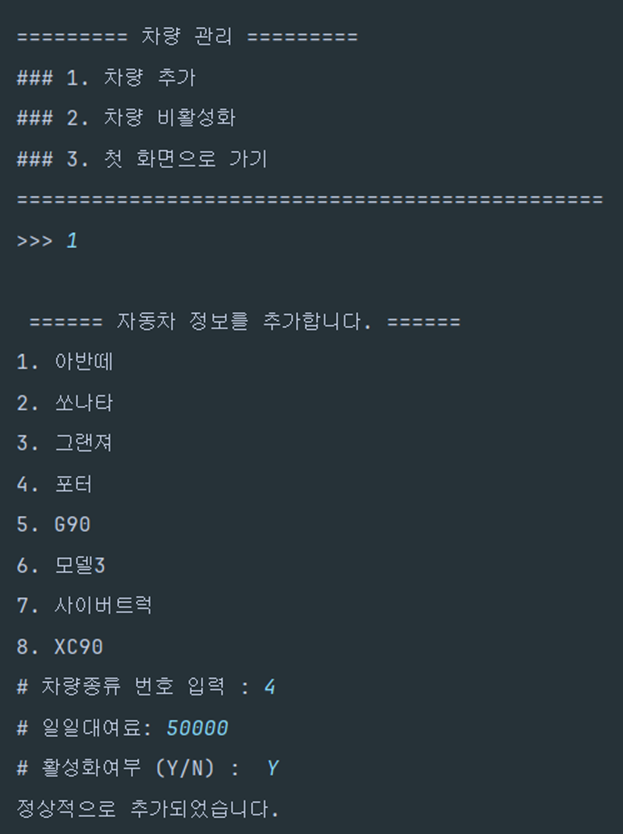 ========= 차량 관리 =========
### 1. 차량 추가
### 2. 차량 비활성화
### 3. 첫 화면으로 가기
===============================================
>>> 1
====== 자동차 정보를 추가합니다. ======
1. 아반떼
2. 쏘나타
3. 그랜져
4. 포터
5. G90
6. 모델3
7. 사이버트럭
8. XC90
# 차량종류 번호 입력 : 4
# 일일대여료: 50000
# 활성화여부 (Y/N) :  Y
정상적으로 추가되었습니다.